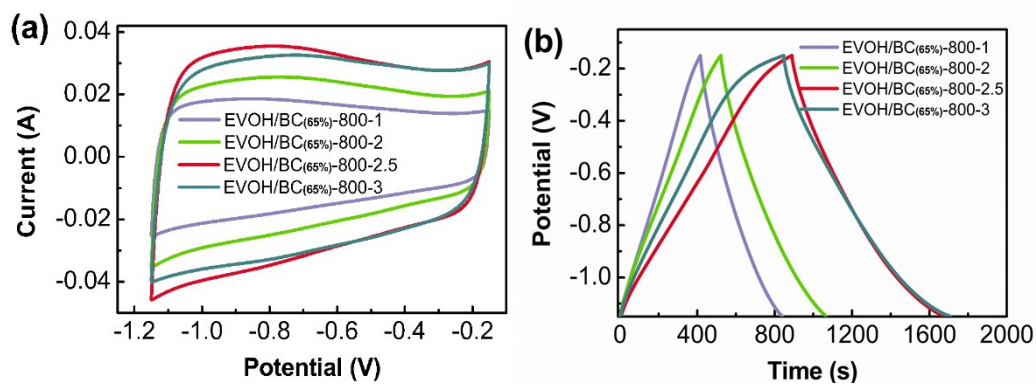 (a)
Current (A)
0.04
0.02
0.00
-0.02
-0.04
EVOH/BC(65%)-800-1
EVOH/BC(65%)-800-2
EVOH/BC(65%)-800-2.5
EVOH/BC(65%)-800-3
-1.2 -1.0 -0.8 -0.6 -0.4 -0.2
Potential (V)
(b)
Potential (V)
-0.2
-0.4
-0.6
-0.8
-1.0
EVOH/BC(65%)-800-1
EVOH/BC(65%)-800-2
EVOH/BC(65%)-800-2.5
EVOH/BC(65%)-800-3
0 400 800 1200 1600 2000
Time (s)